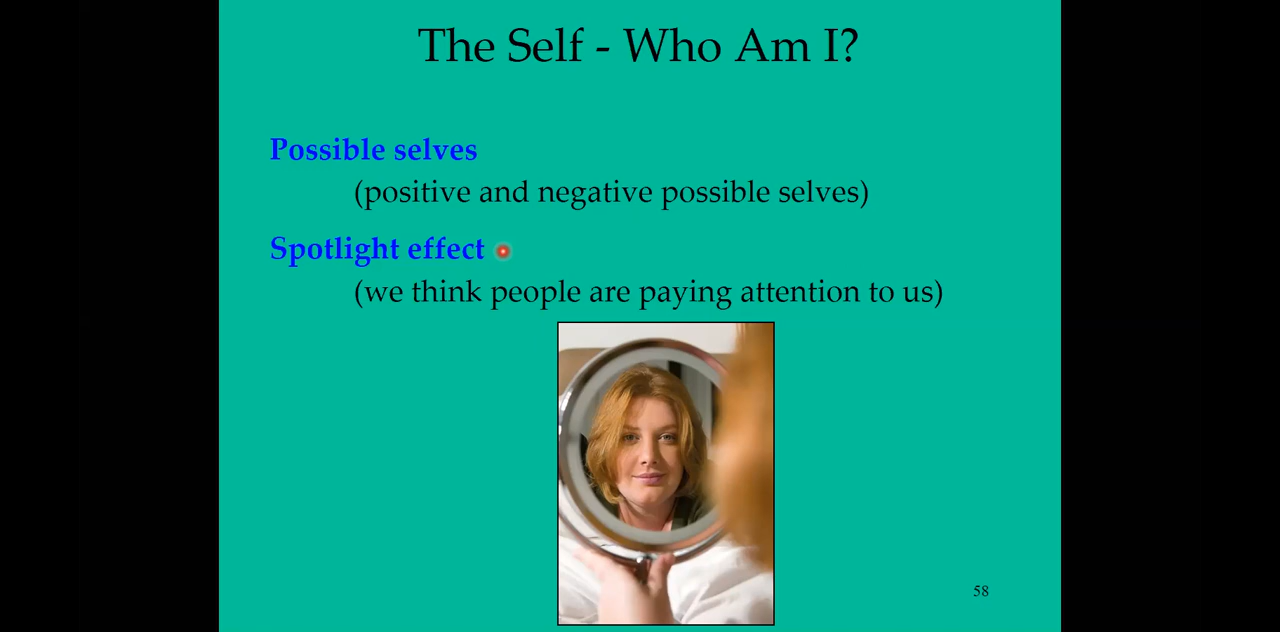 The Self - Who Am I?
Possible selves
(positive and negative possible selves)
Spotlight effect
(we think people are paying attention to us)
58